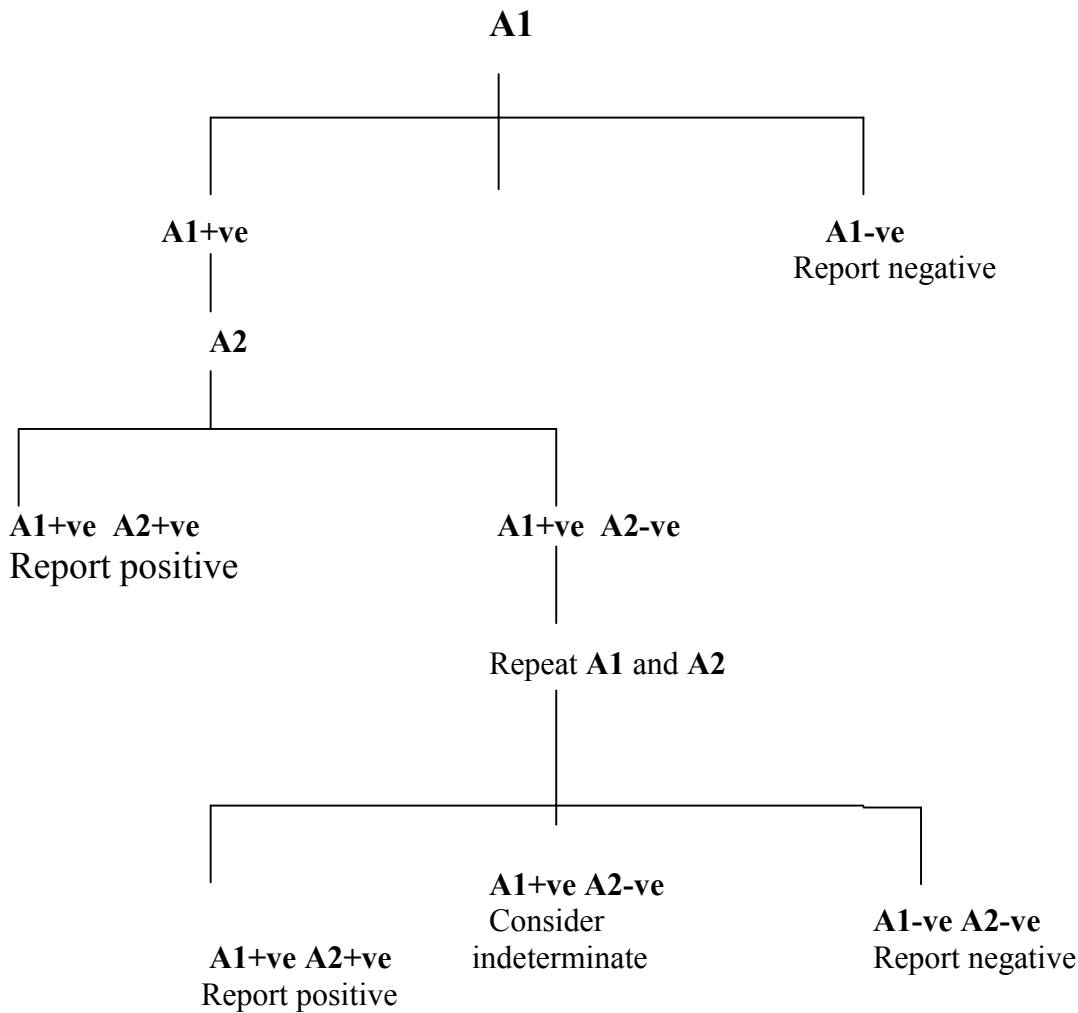 A1
A1+ve
A1-ve
Report negative
A2
A1+ve A2+ve
Report positive
A1+ve A2-ve
Repeat A1 and A2
A1+ve A2+ve
Report positive
A1+ve A2-ve
Consider
indeterminate
A1-ve A2-ve
Report negative